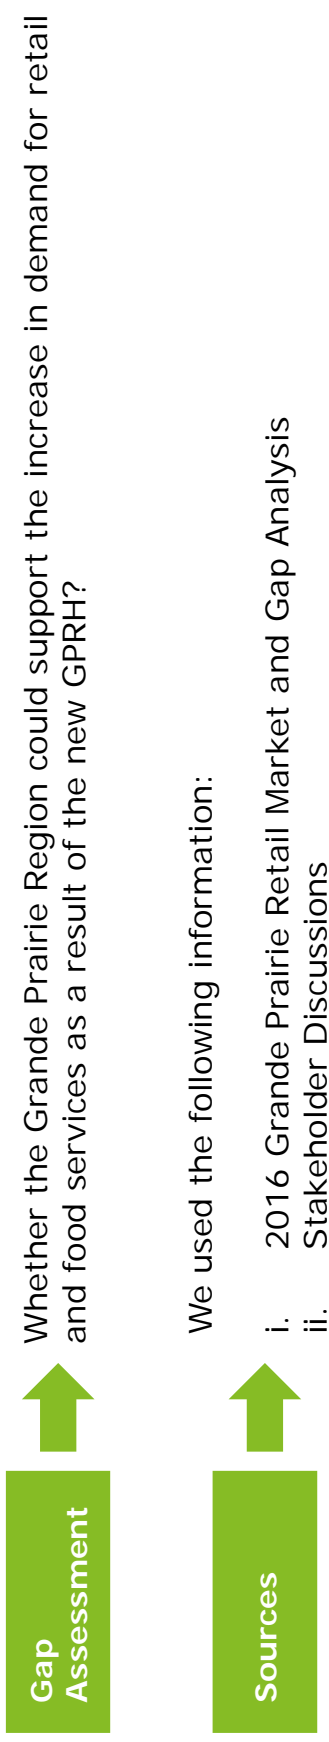 Gap
Assessment
Whether the Grande Prairie Region could support the increase in demand for retail
and food services as a result of the new GPRH?
Sources
We used the following information:
i. 2016 Grande Prairie Retail Market and Gap Analysis
ii. Stakeholder Discussions